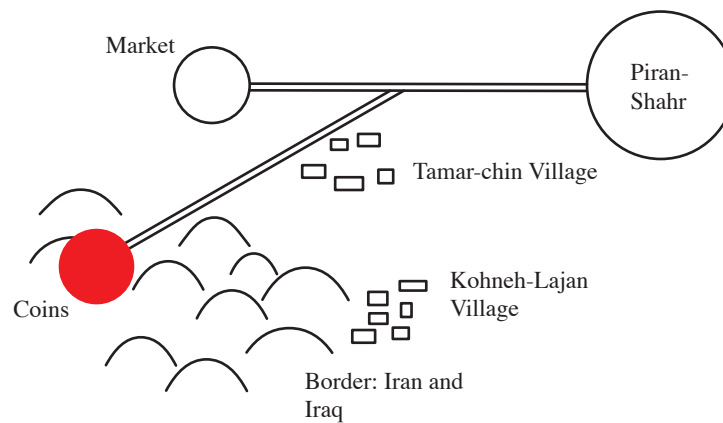 Market
Piran-
Shahr
Tamar-chin Village
Kohneh-Lajan
Village
Coins
Border: Iran and
Iraq